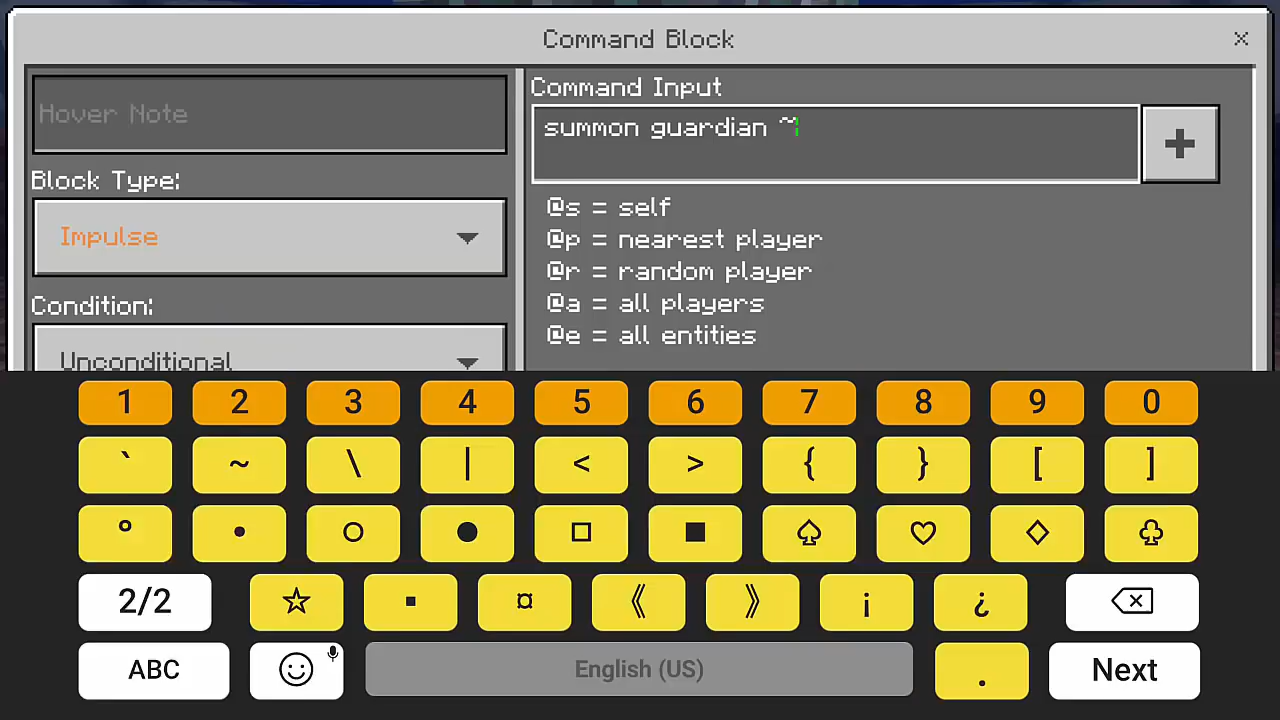 Command Block
Hover Note
Block Type:
Impulse
Condition:
Unconditional
Command Input
summon guardian ~
@s = self
@p = nearest player
@r = random player
@a = all players
@e = all entities
1 2 3 4 5 6 7 8 9 0
` ~ \ | < > { } [ ]
° • ○ ● □ ■ ♤ ♡ ◇ ♧
2/2 ☆ ▪ ¤ 《 》 ¡ ¿
ABC English (US) . Next